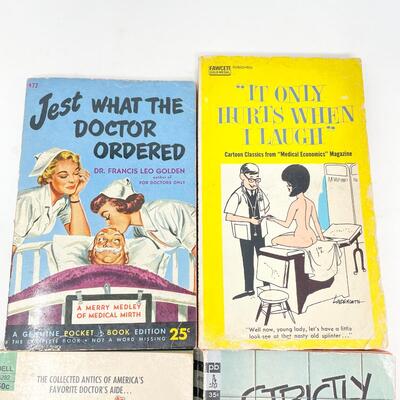 477
Jest WHAT THE
DOCTOR
ORDERED
DR. FRANCIS LEO GOLDEN
author of
FOR DOCTORS ONLY
A MERRY MEDLEY
OF MEDICAL MIRTH
A GENUINE POCKET BOOK EDITION 25¢
THE COMPLETE BOOK • NOT A WORD MISSING
FAWCETT
GOLD MEDAL
"IT ONLY
HURTS WHEN
I LAUGH"
Cartoon Classics from "Medical Economics" Magazine
"Well now, young lady, let's have a little
look-see at that nasty old splinter..."
50c
THE COLLECTED ANTICS OF AMERICA'S
FAVORITE DOCTOR'S AIDE...
pb
35¢
STRICTLY